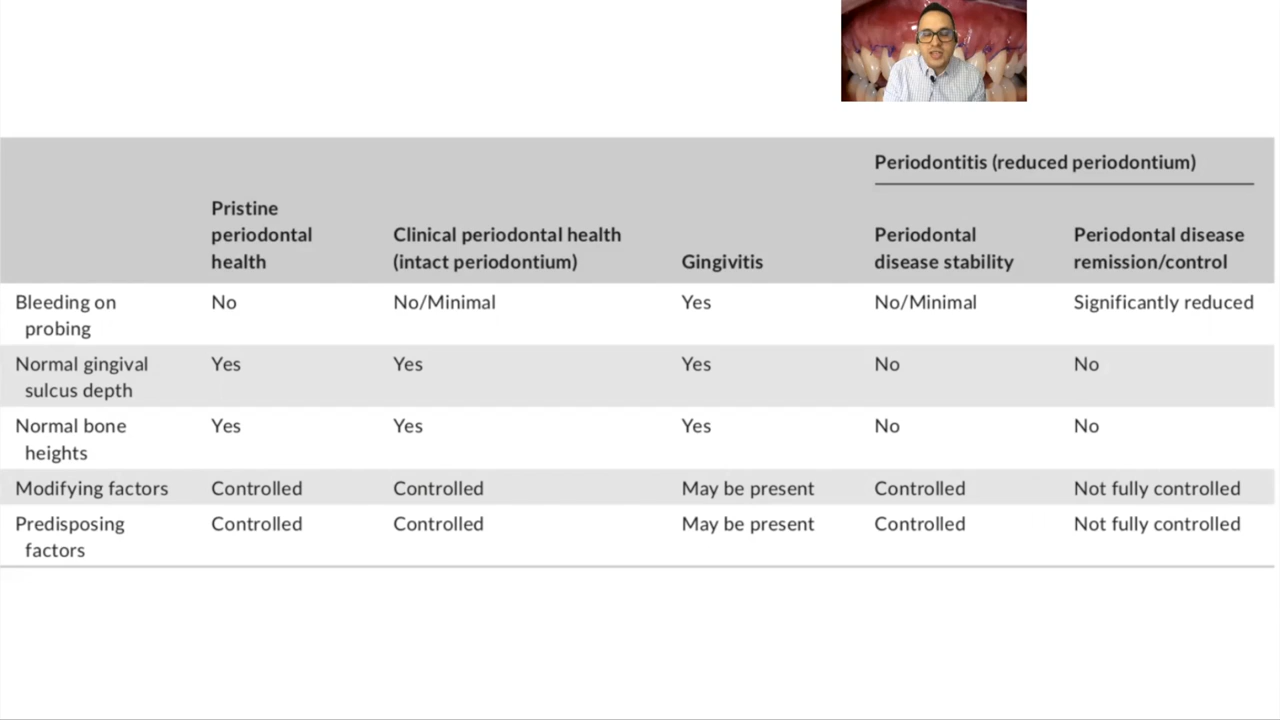 Periodontitis (reduced periodontium)
Pristine periodontal health
Clinical periodontal health (intact periodontium)
Gingivitis
Periodontal disease stability
Periodontal disease remission/control
Bleeding on probing No No/Minimal Yes No/Minimal Significantly reduced
Normal gingival sulcus depth Yes Yes Yes No No
Normal bone heights Yes Yes Yes No No
Modifying factors Controlled Controlled May be present Controlled Not fully controlled
Predisposing factors Controlled Controlled May be present Controlled Not fully controlled